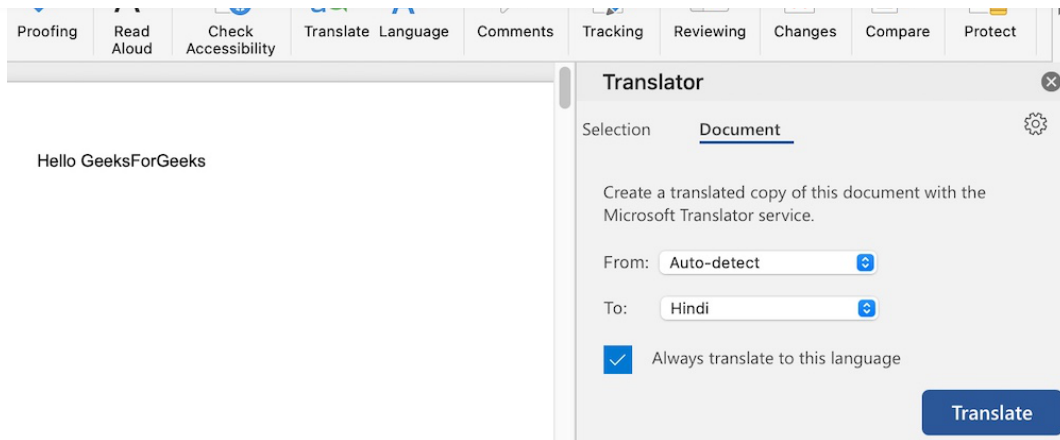 Proofing
Read Aloud
Check Accessibility
Translate
Language
Comments
Tracking
Reviewing
Changes
Compare
Protect
Translator
Selection
Document
Hello GeeksForGeeks
Create a translated copy of this document with the
Microsoft Translator service.
From: Auto-detect
To: Hindi
Always translate to this language
Translate